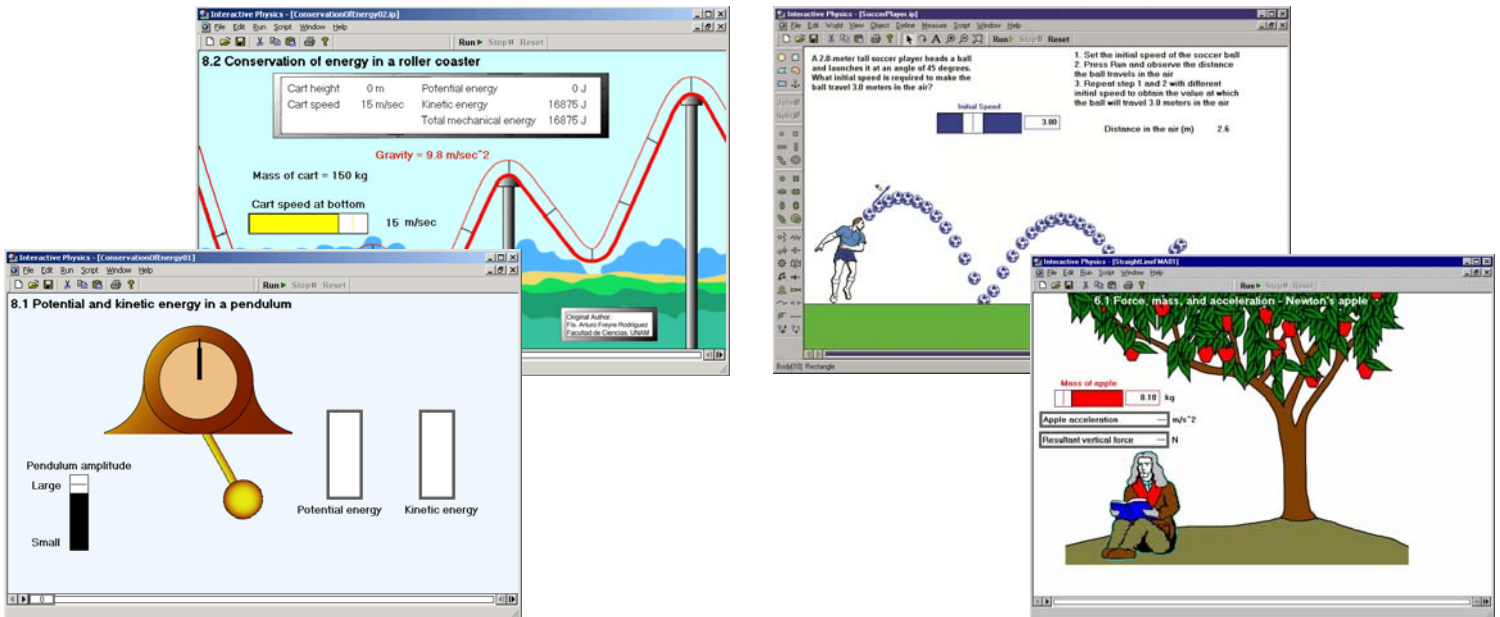 Interactive Physics - [ConservationOfEnergy02.ip]
File Edit Run Script Window Help
Run Stop Reset
8.2 Conservation of energy in a roller coaster
Cart height 0 m Potential energy 0 J
Cart speed 15 m/sec Kinetic energy 16875 J
Total mechanical energy 16875 J
Gravity = 9.8 m/sec^2
Mass of cart = 150 kg
Cart speed at bottom
15 m/sec
Original Author:
Fís. Arturo Freyre Rodríguez
Facultad de Ciencias, UNAM
Interactive Physics - [ConservationOfEnergy01]
File Edit Run Script Window Help
Run Stop Reset
8.1 Potential and kinetic energy in a pendulum
Pendulum amplitude
Large
Small
Potential energy Kinetic energy
0
Interactive Physics - [SoccerPlayer.ip]
File Edit World View Object Define Measure Script Window Help
Run Stop Reset
A 2.0-meter tall soccer player heads a ball
and launches it at an angle of 45 degrees.
What initial speed is required to make the
ball travel 3.0 meters in the air?
1. Set the initial speed of the soccer ball
2. Press Run and observe the distance
the ball travels in the air
3. Repeat step 1 and 2 with different
initial speed to obtain the value at which
the ball will travel 3.0 meters in the air
Initial Speed
3.00
Distance in the air (m) 2.6
Join
Split
Body[10] Rectangle
Interactive Physics - [StraightLineFMA01]
File Edit Run Script Window Help
Run Stop Reset
6.1 Force, mass, and acceleration - Newton's apple
Mass of apple
0.10 kg
Apple acceleration — m/s^2
Resultant vertical force — N